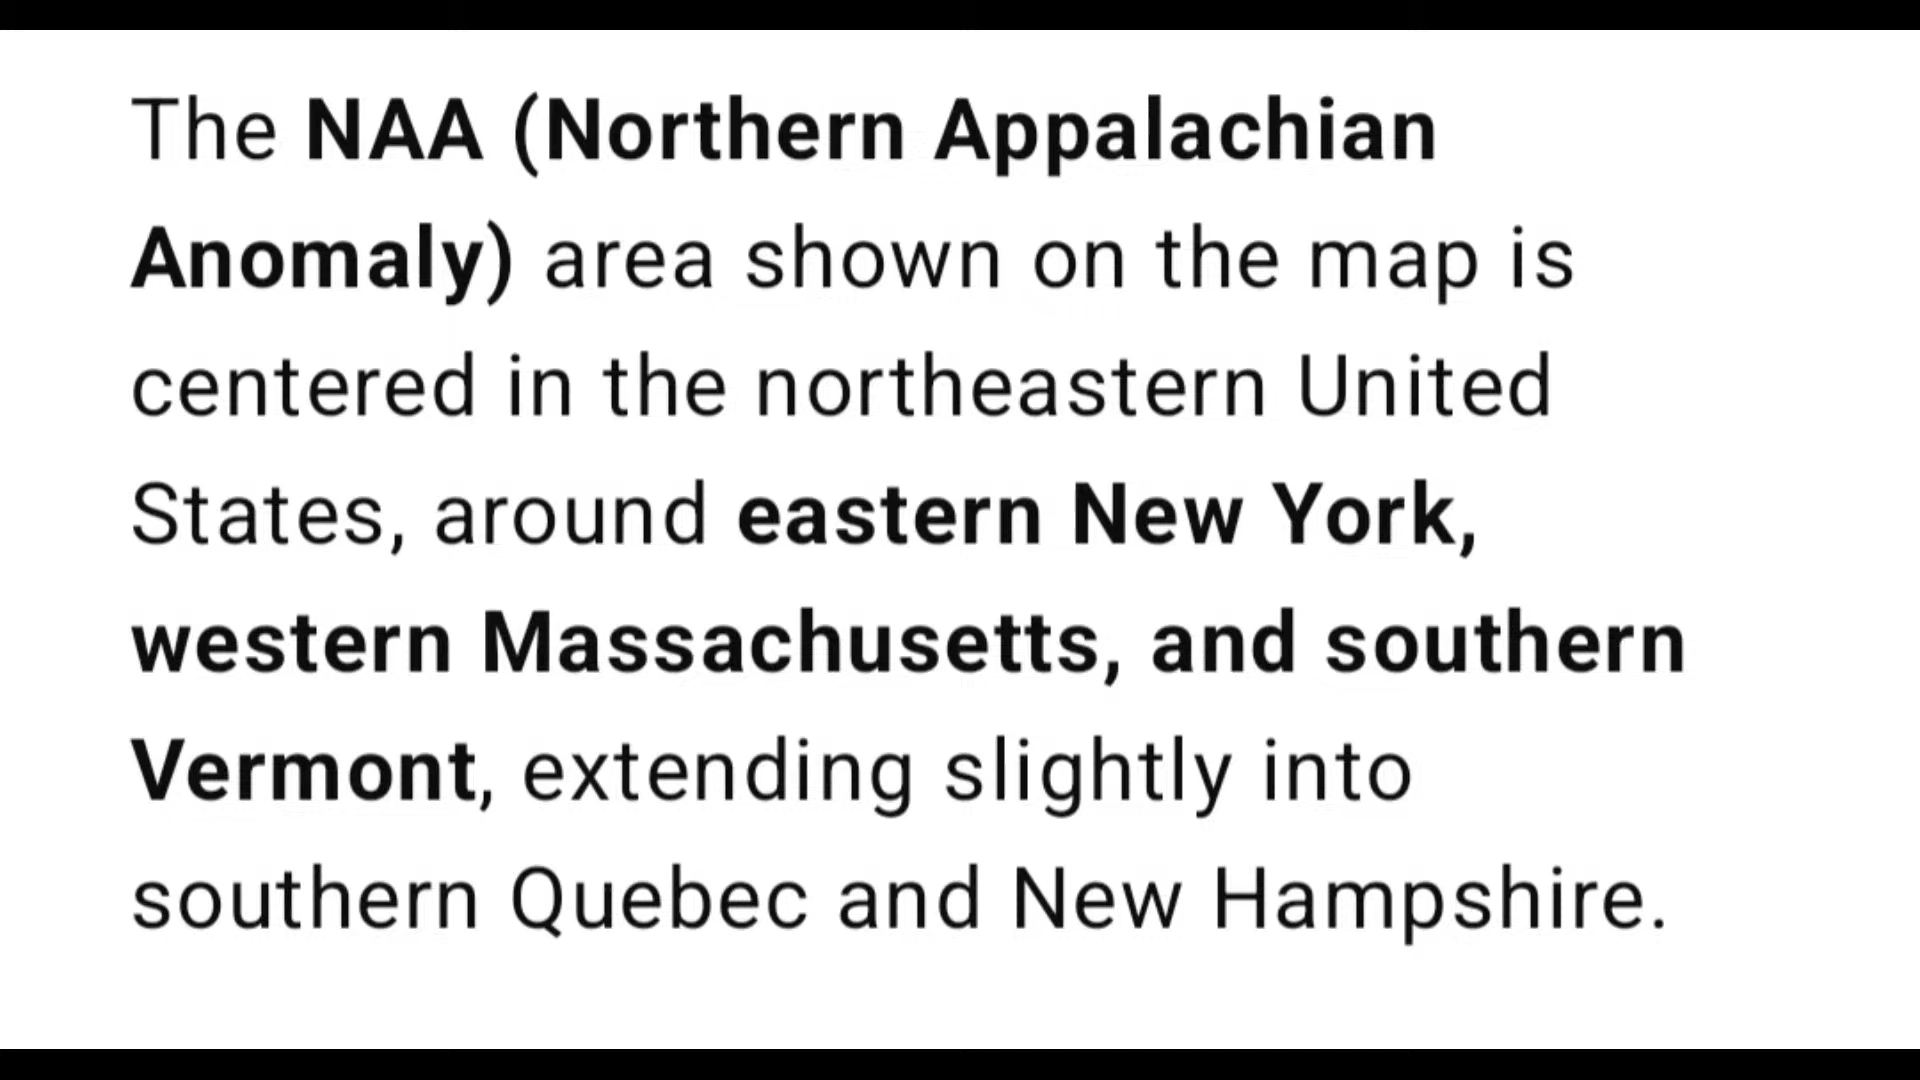 The NAA (Northern Appalachian
Anomaly) area shown on the map is
centered in the northeastern United
States, around eastern New York,
western Massachusetts, and southern
Vermont, extending slightly into
southern Quebec and New Hampshire.